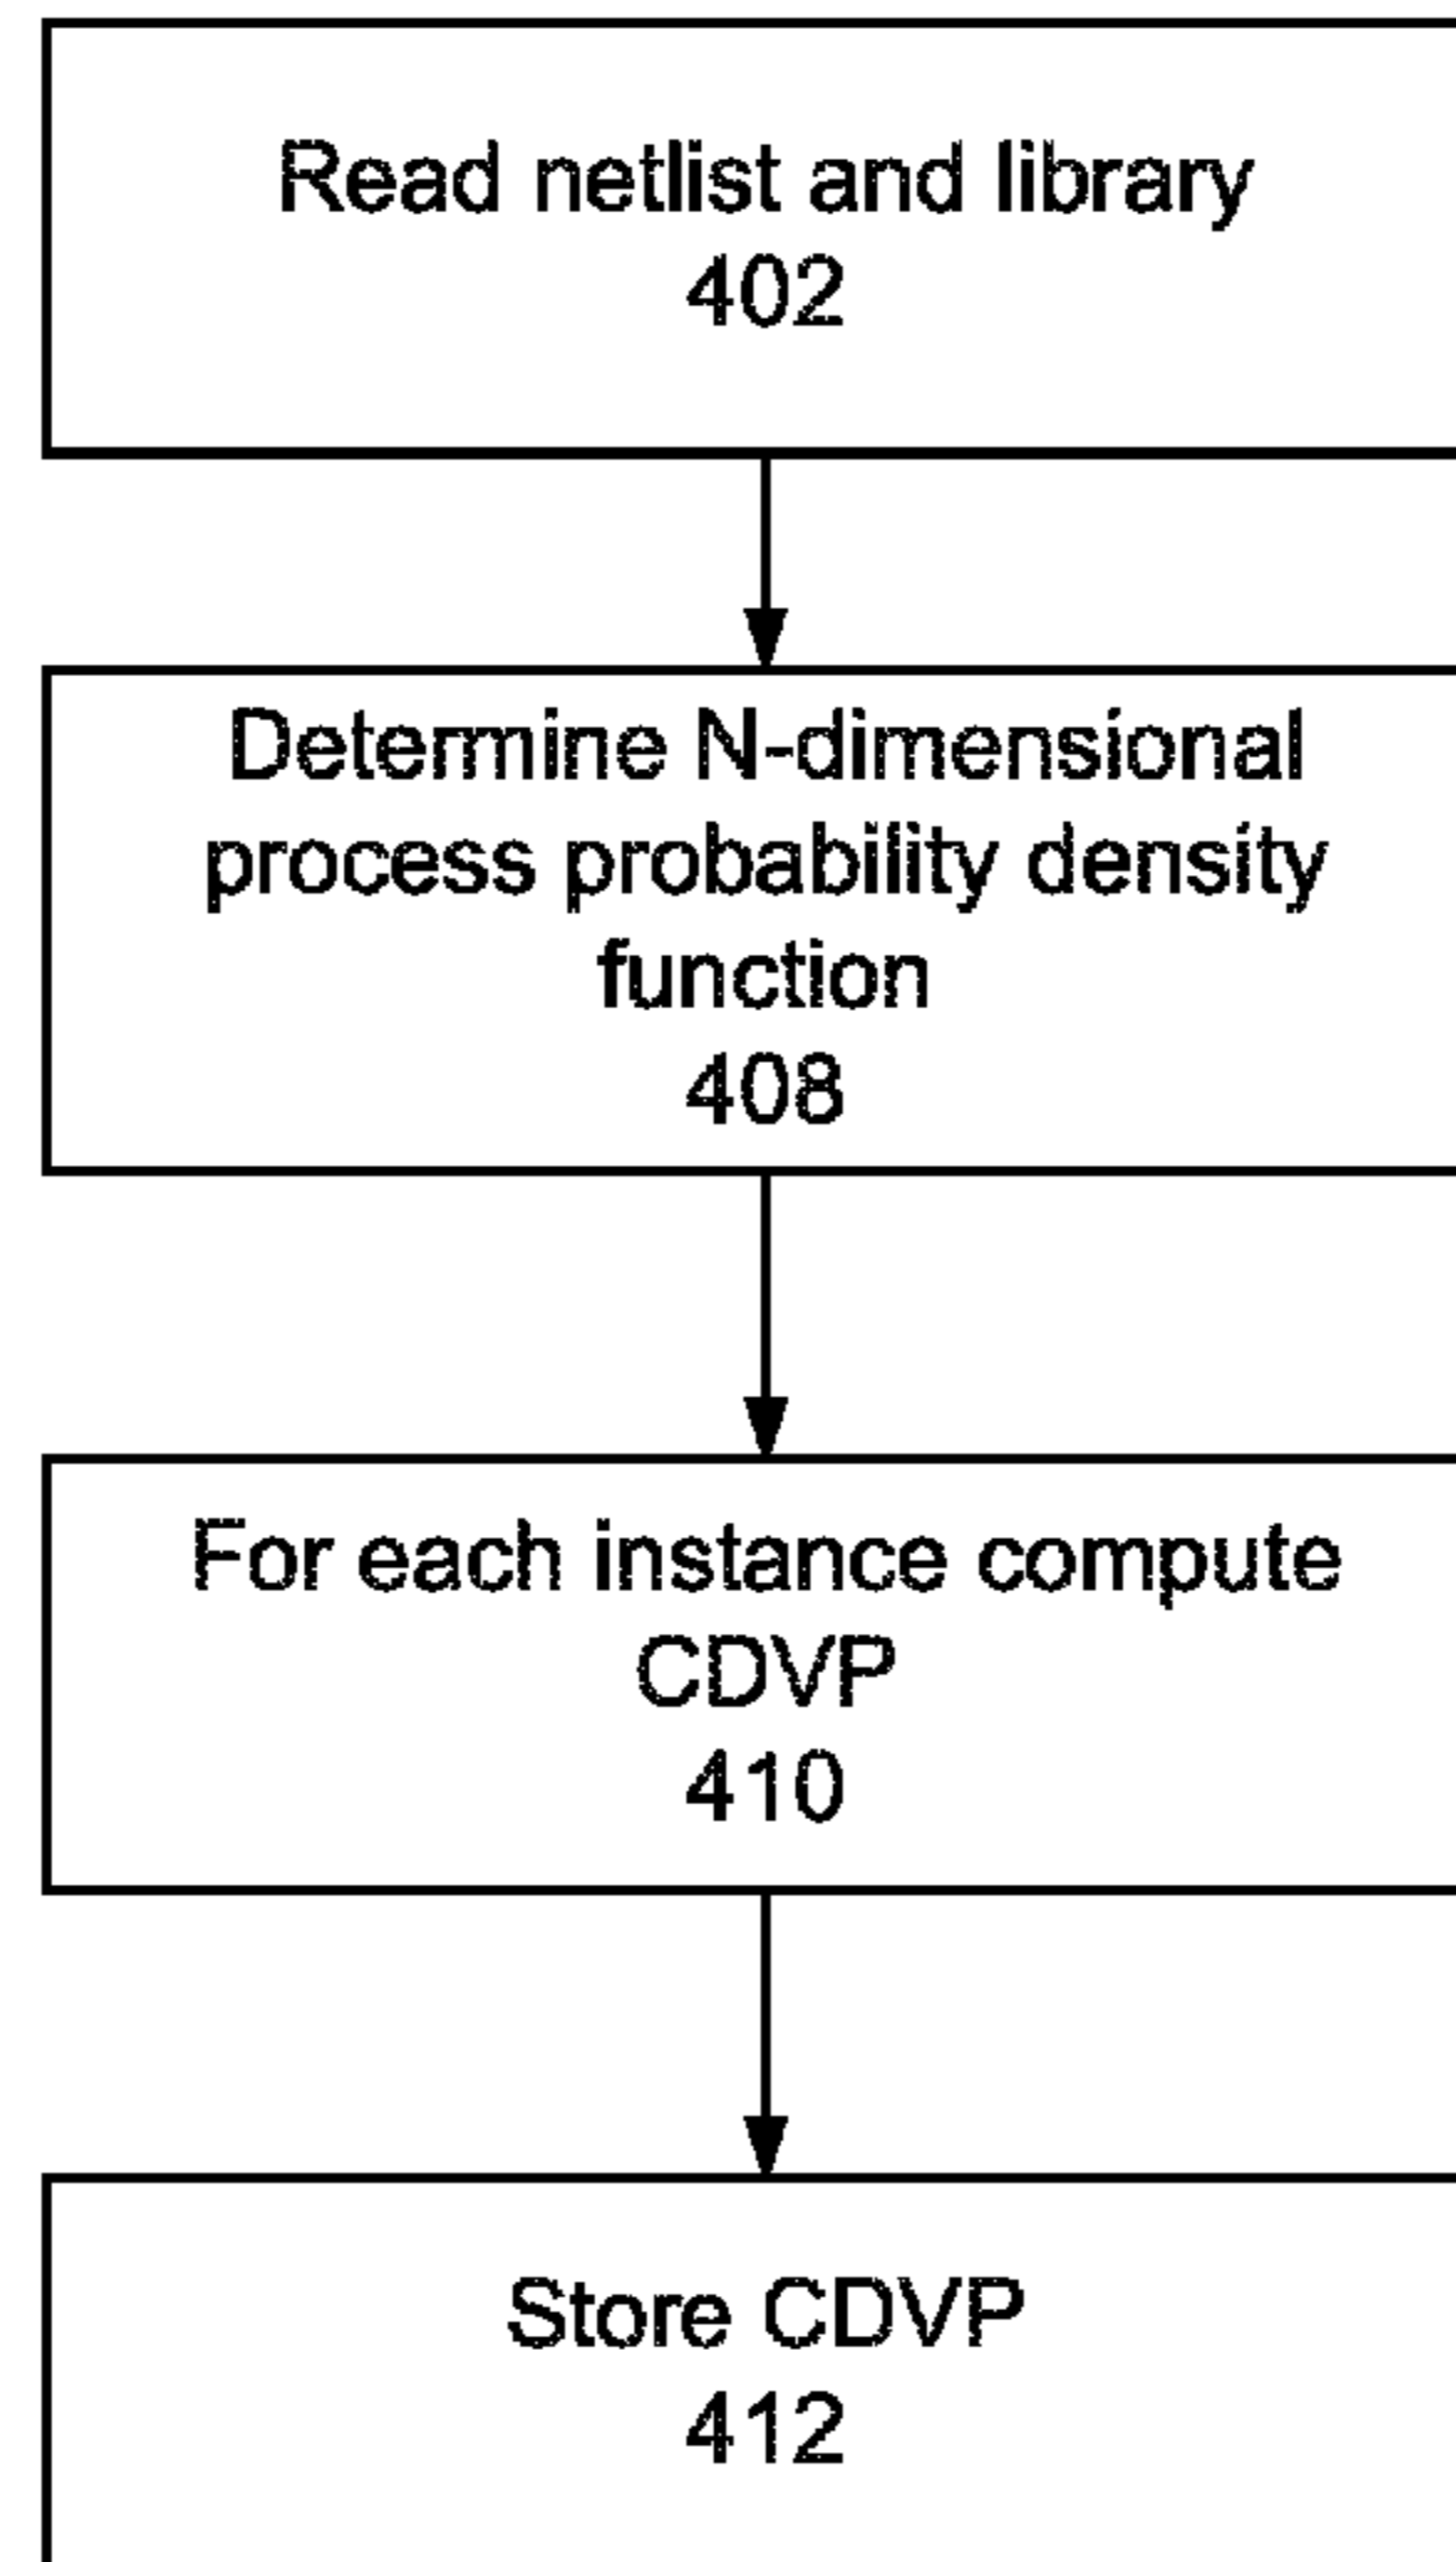 Read netlist and library
402
Determine N-dimensional
process probability density
function
408
For each instance compute
CDVP
410
Store CDVP
412